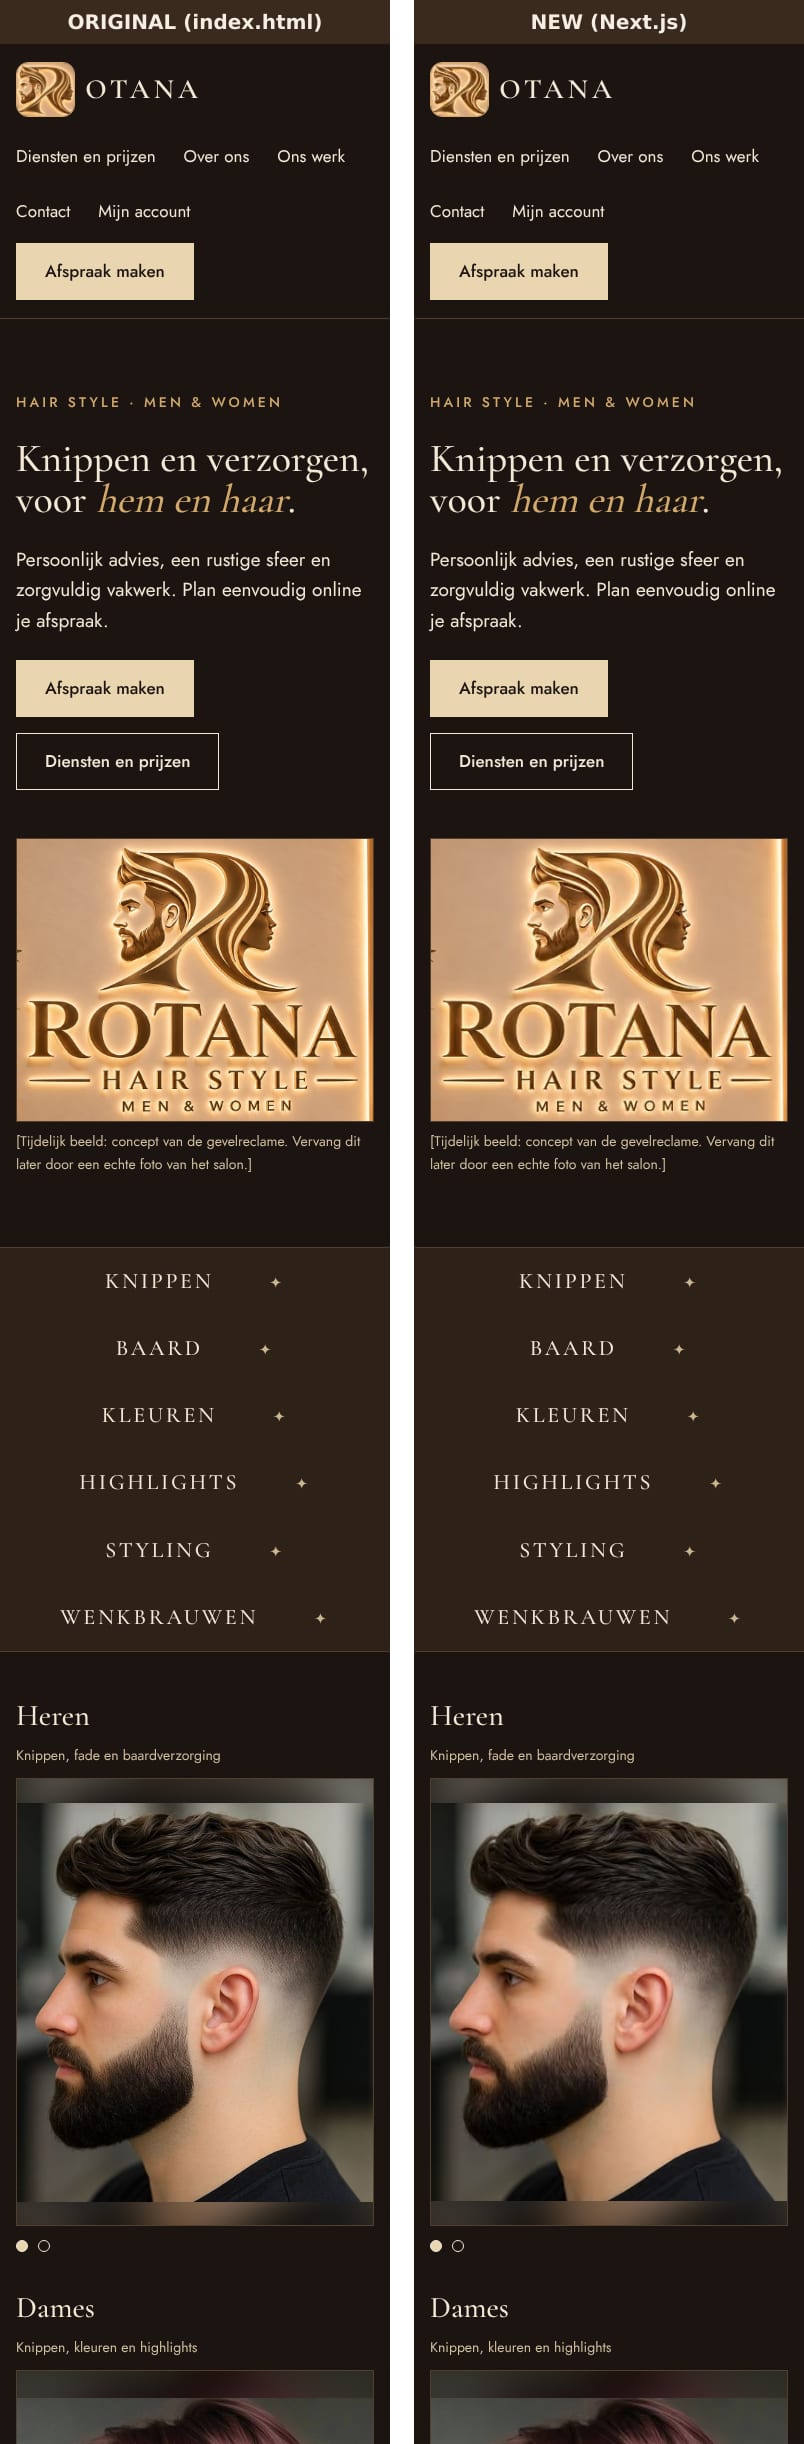 ORIGINAL (index.html)
OTANA
Diensten en prijzen Over ons Ons werk
Contact Mijn account
Afspraak maken
HAIR STYLE · MEN & WOMEN
Knippen en verzorgen,
voor hem en haar.
Persoonlijk advies, een rustige sfeer en
zorgvuldig vakwerk. Plan eenvoudig online
je afspraak.
Afspraak maken
Diensten en prijzen
ROTANA
HAIR STYLE
MEN & WOMEN
[Tijdelijk beeld: concept van de gevelreclame. Vervang dit
later door een echte foto van het salon.]
KNIPPEN ✦
BAARD ✦
KLEUREN ✦
HIGHLIGHTS ✦
STYLING ✦
WENKBRAUWEN ✦
Heren
Knippen, fade en baardverzorging
Dames
Knippen, kleuren en highlights
NEW (Next.js)
OTANA
Diensten en prijzen Over ons Ons werk
Contact Mijn account
Afspraak maken
HAIR STYLE · MEN & WOMEN
Knippen en verzorgen,
voor hem en haar.
Persoonlijk advies, een rustige sfeer en
zorgvuldig vakwerk. Plan eenvoudig online
je afspraak.
Afspraak maken
Diensten en prijzen
ROTANA
HAIR STYLE
MEN & WOMEN
[Tijdelijk beeld: concept van de gevelreclame. Vervang dit
later door een echte foto van het salon.]
KNIPPEN ✦
BAARD ✦
KLEUREN ✦
HIGHLIGHTS ✦
STYLING ✦
WENKBRAUWEN ✦
Heren
Knippen, fade en baardverzorging
Dames
Knippen, kleuren en highlights